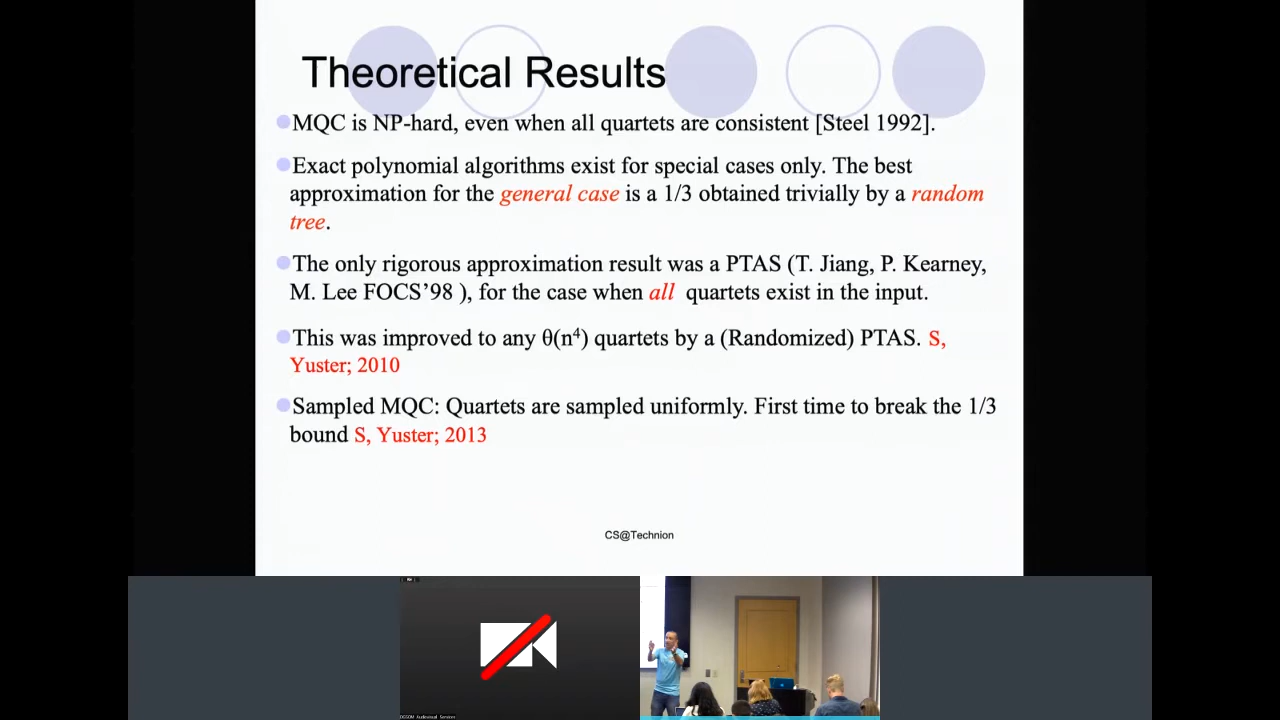 Theoretical Results
MQC is NP-hard, even when all quartets are consistent [Steel 1992].
Exact polynomial algorithms exist for special cases only. The best
approximation for the general case is a 1/3 obtained trivially by a random
tree.
The only rigorous approximation result was a PTAS (T. Jiang, P. Kearney,
M. Lee FOCS’98 ), for the case when all quartets exist in the input.
This was improved to any θ(n⁴) quartets by a (Randomized) PTAS. S,
Yuster; 2010
Sampled MQC: Quartets are sampled uniformly. First time to break the 1/3
bound S, Yuster; 2013
CS@Technion